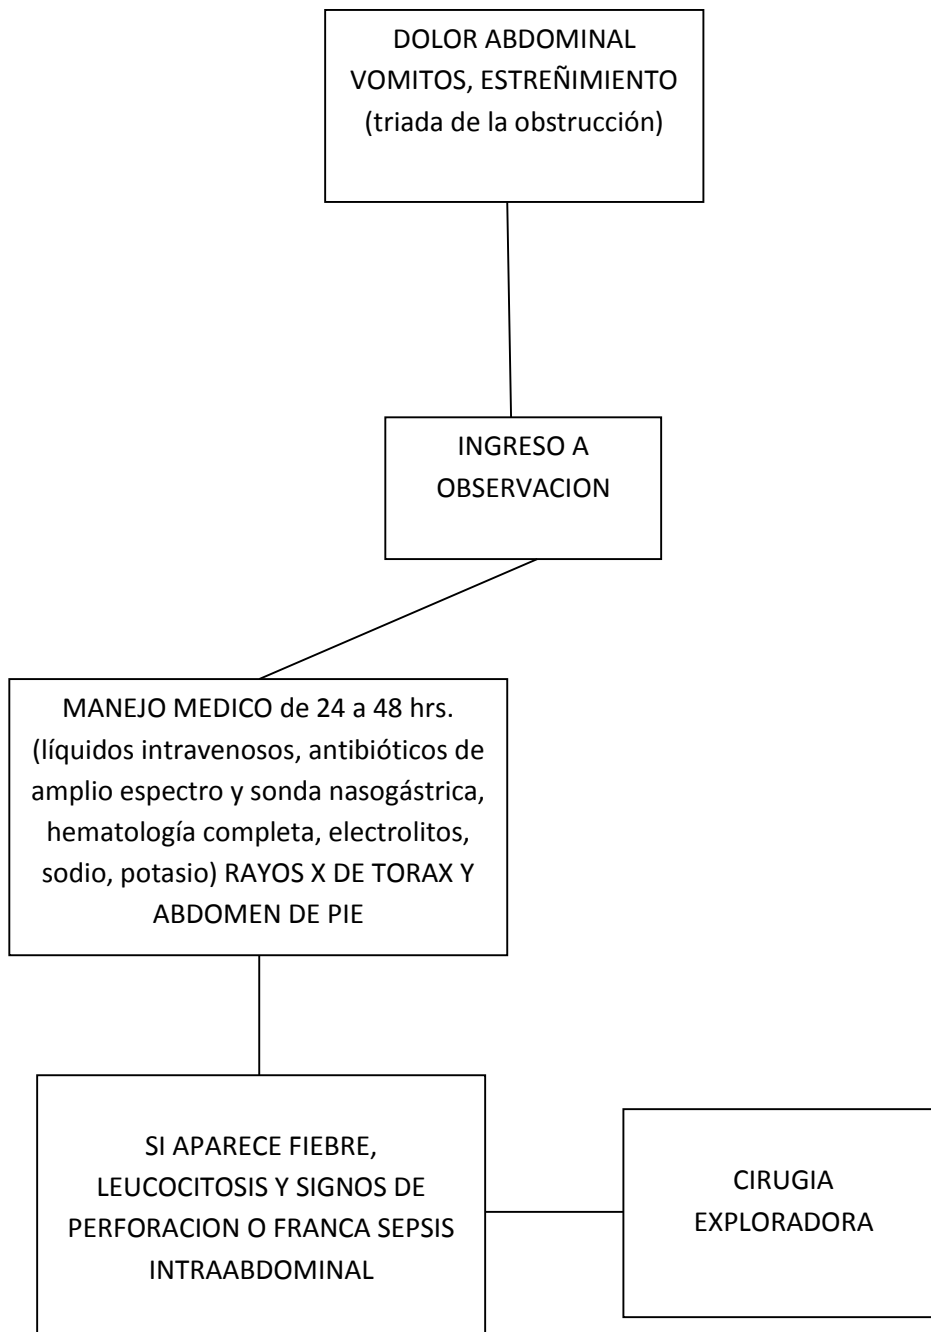 DOLOR ABDOMINAL
VOMITOS, ESTREÑIMIENTO
(triada de la obstrucción)
INGRESO A
OBSERVACION
MANEJO MEDICO de 24 a 48 hrs.
(líquidos intravenosos, antibióticos de
amplio espectro y sonda nasogástrica,
hematología completa, electrolitos,
sodio, potasio) RAYOS X DE TORAX Y
ABDOMEN DE PIE
SI APARECE FIEBRE,
LEUCOCITOSIS Y SIGNOS DE
PERFORACION O FRANCA SEPSIS
INTRAABDOMINAL
CIRUGIA
EXPLORADORA